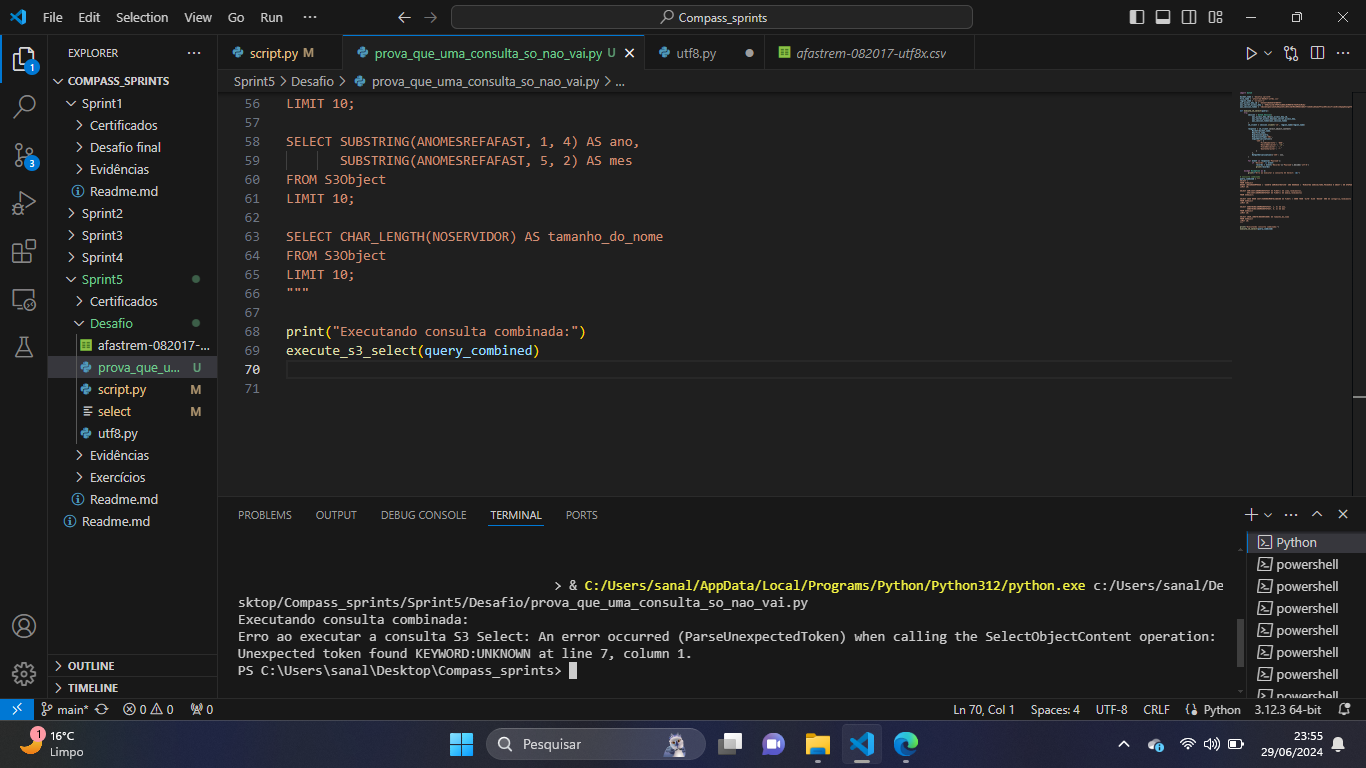 File Edit Selection View Go Run ···
Compass_sprints
EXPLORER ···
COMPASS_SPRINTS
Sprint1
Certificados
Desafio final
Evidências
Readme.md
Sprint2
Sprint3
Sprint4
Sprint5
Certificados
Desafio
afastrem-082017-...
prova_que_u... U
script.py M
select M
utf8.py
Evidências
Exercícios
Readme.md
Readme.md
OUTLINE
TIMELINE
1
3
script.py M
prova_que_uma_consulta_so_nao_vai.py U
utf8.py
afastrem-082017-utf8x.csv
Sprint5 > Desafio > prova_que_uma_consulta_so_nao_vai.py > ...
56 LIMIT 10;
57
58 SELECT SUBSTRING(ANOMESREFAFAST, 1, 4) AS ano,
59 SUBSTRING(ANOMESREFAFAST, 5, 2) AS mes
60 FROM S3Object
61 LIMIT 10;
62
63 SELECT CHAR_LENGTH(NOSERVIDOR) AS tamanho_do_nome
64 FROM S3Object
65 LIMIT 10;
66 """
67
68 print("Executando consulta combinada:")
69 execute_s3_select(query_combined)
70
71
PROBLEMS OUTPUT DEBUG CONSOLE TERMINAL PORTS
> & C:/Users/sanal/AppData/Local/Programs/Python/Python312/python.exe c:/Users/sanal/De
sktop/Compass_sprints/Sprint5/Desafio/prova_que_uma_consulta_so_nao_vai.py
Executando consulta combinada:
Erro ao executar a consulta S3 Select: An error occurred (ParseUnexpectedToken) when calling the SelectObjectContent operation:
Unexpected token found KEYWORD:UNKNOWN at line 7, column 1.
PS C:\Users\sanal\Desktop\Compass_sprints>
Python
powershell
powershell
powershell
powershell
powershell
powershell
powershell
main* 0 0 0
Ln 70, Col 1 Spaces: 4 UTF-8 CRLF Python 3.12.3 64-bit
1
16°C
Limpo
Pesquisar
23:55
29/06/2024